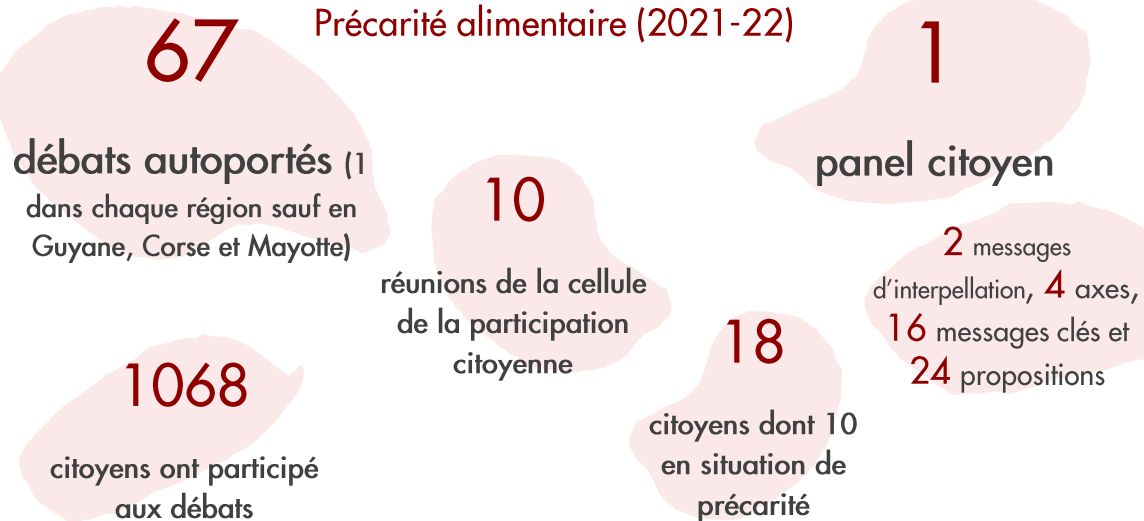 Précarité alimentaire (2021-22)
67
débats autoportés (1
dans chaque région sauf en
Guyane, Corse et Mayotte)
1
panel citoyen
10
réunions de la cellule
de la participation
citoyenne
2 messages
d'interpellation, 4 axes,
16 messages clés et
24 propositions
1068
citoyens ont participé
aux débats
18
citoyens dont 10
en situation de
précarité